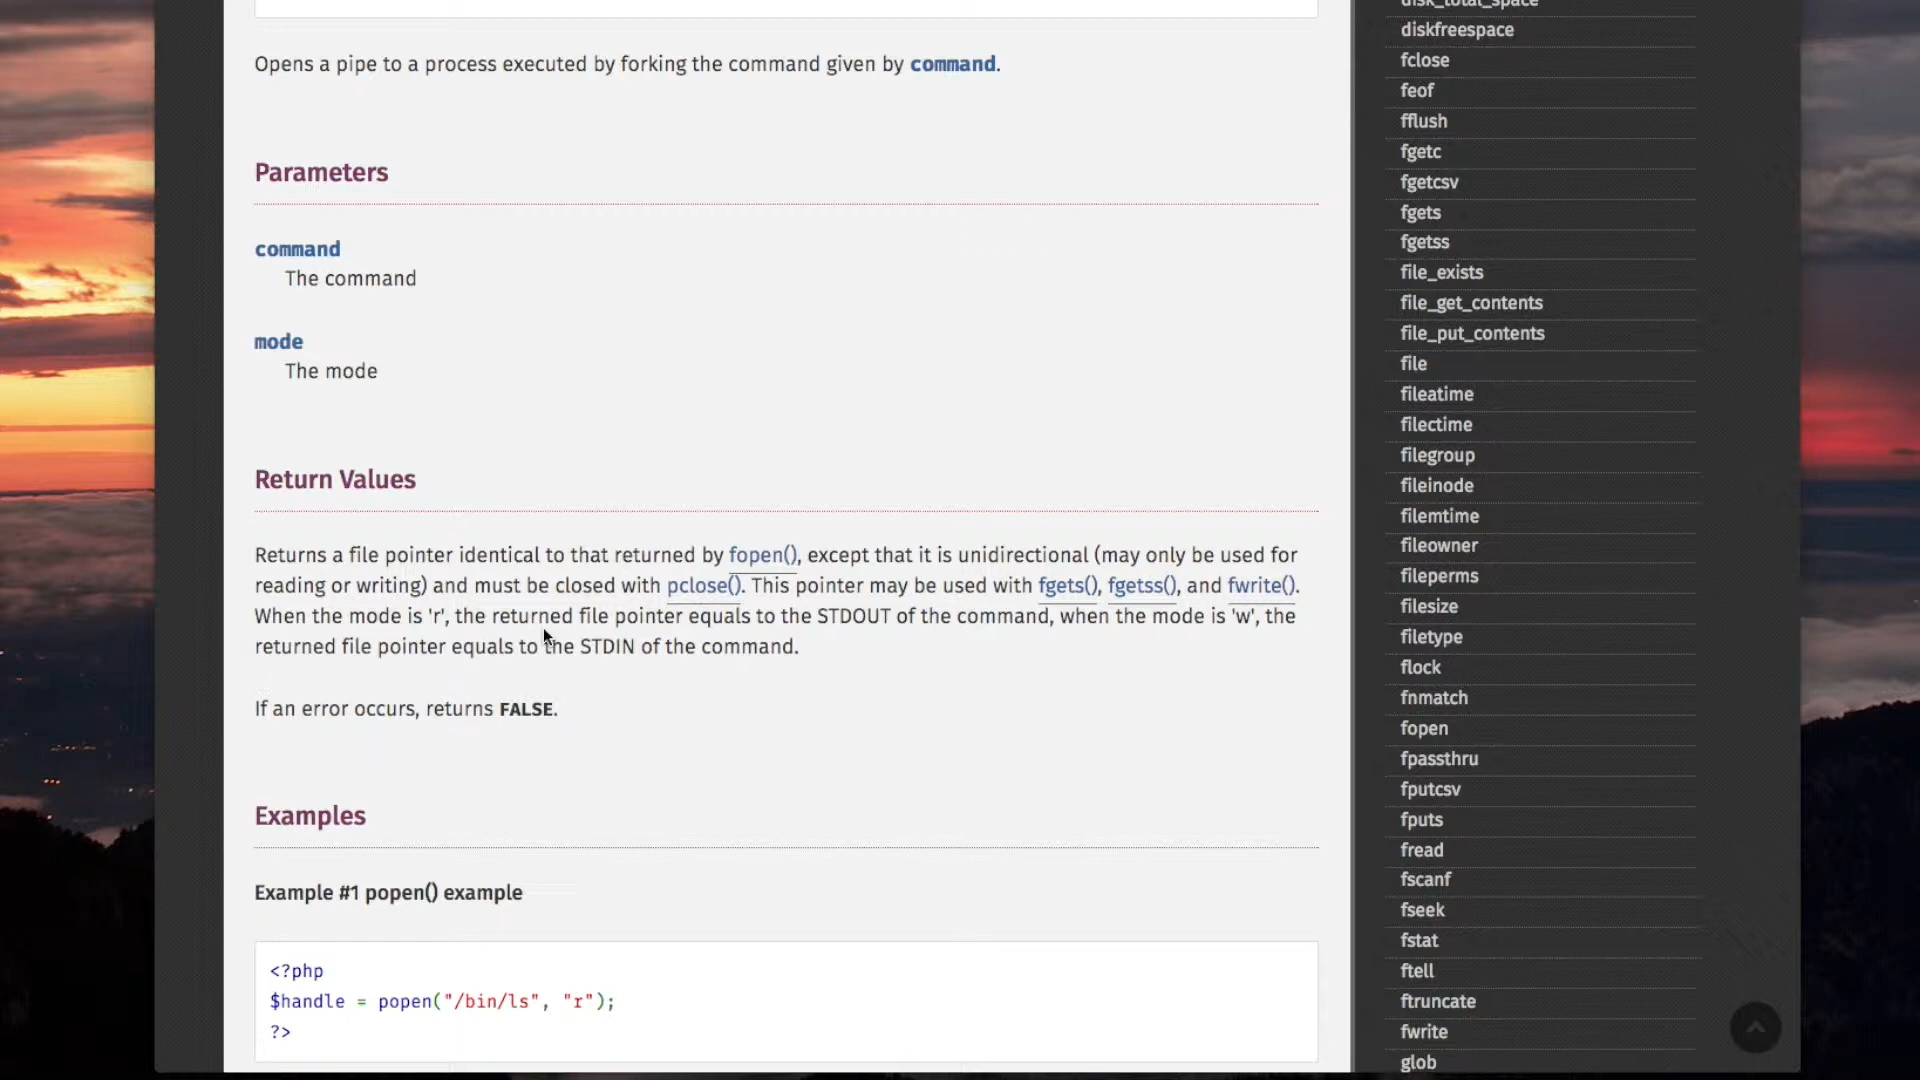 Opens a pipe to a process executed by forking the command given by command.
Parameters
command
The command
mode
The mode
Return Values
Returns a file pointer identical to that returned by fopen(), except that it is unidirectional (may only be used for
reading or writing) and must be closed with pclose(). This pointer may be used with fgets(), fgetss(), and fwrite().
When the mode is 'r', the returned file pointer equals to the STDOUT of the command, when the mode is 'w', the
returned file pointer equals to the STDIN of the command.
If an error occurs, returns FALSE.
Examples
Example #1 popen() example
<?php
$handle = popen("/bin/ls", "r");
?>
disk_total_space
diskfreespace
fclose
feof
fflush
fgetc
fgetcsv
fgets
fgetss
file_exists
file_get_contents
file_put_contents
file
fileatime
filectime
filegroup
fileinode
filemtime
fileowner
fileperms
filesize
filetype
flock
fnmatch
fopen
fpassthru
fputcsv
fputs
fread
fscanf
fseek
fstat
ftell
ftruncate
fwrite
glob